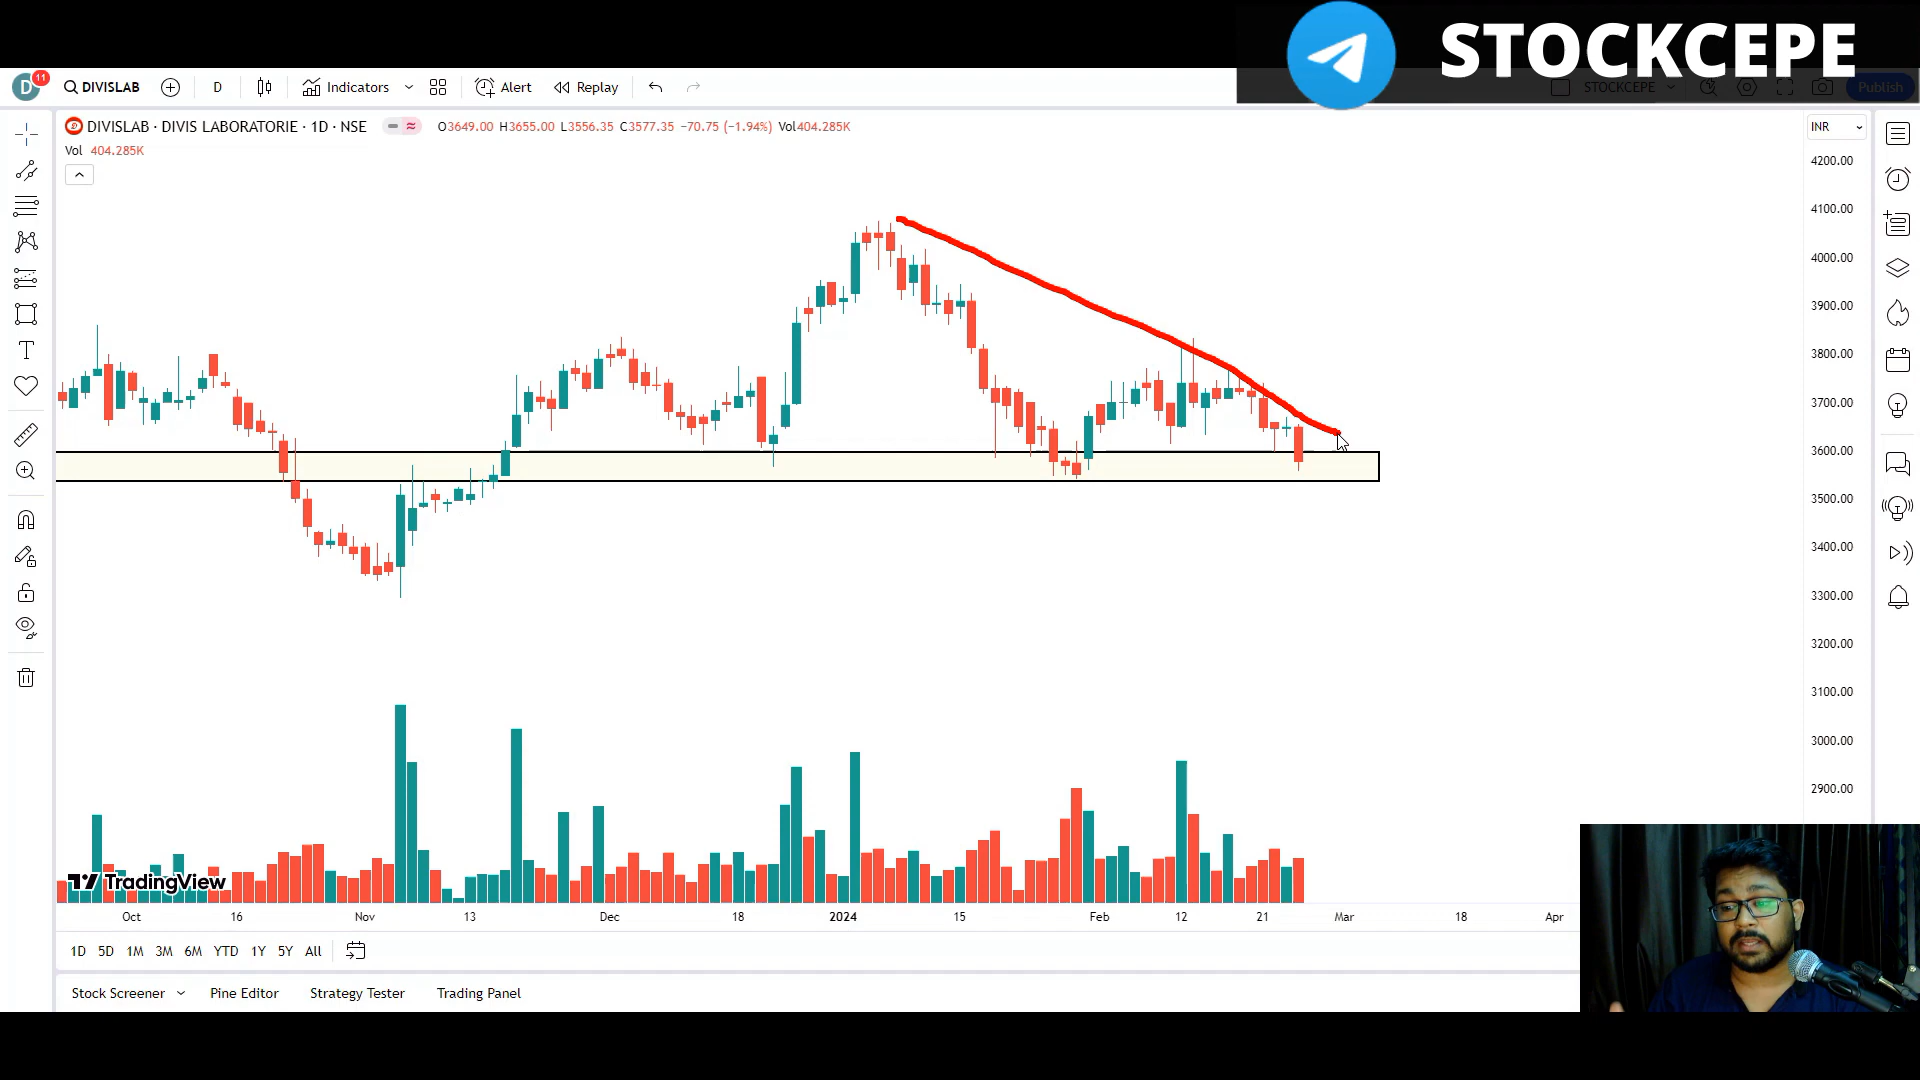 STOCKCEPE
D
11
DIVISLAB
D
Indicators
Alert
Replay
STOCKCEPE
Publish
DIVISLAB · DIVIS LABORATORIE · 1D · NSE
O3649.00 H3655.00 L3556.35 C3577.35 −70.75 (−1.94%) Vol404.285K
INR
Vol 404.285K
4200.00
4100.00
4000.00
3900.00
3800.00
3700.00
3600.00
3500.00
3400.00
3300.00
3200.00
3100.00
3000.00
2900.00
TradingView
Oct 16 Nov 13 Dec 18 2024 15 Feb 12 21 Mar 18 Apr
1D 5D 1M 3M 6M YTD 1Y 5Y All
Stock Screener Pine Editor Strategy Tester Trading Panel